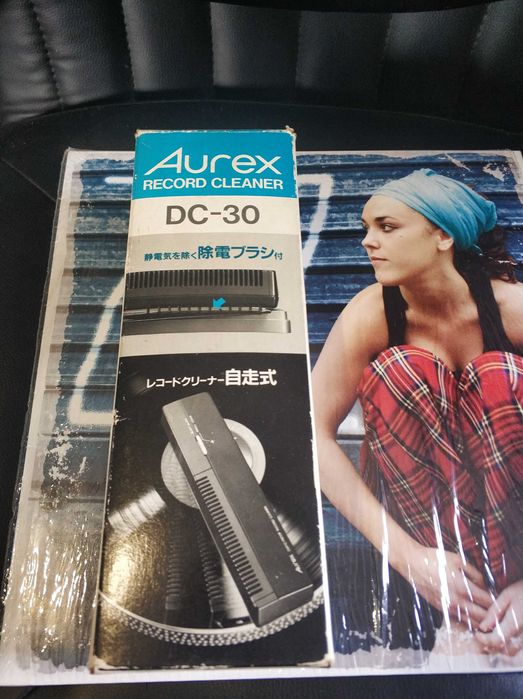 Aurex
RECORD CLEANER
DC-30
静電気を除く除電ブラシ付
レコードクリーナー自走式